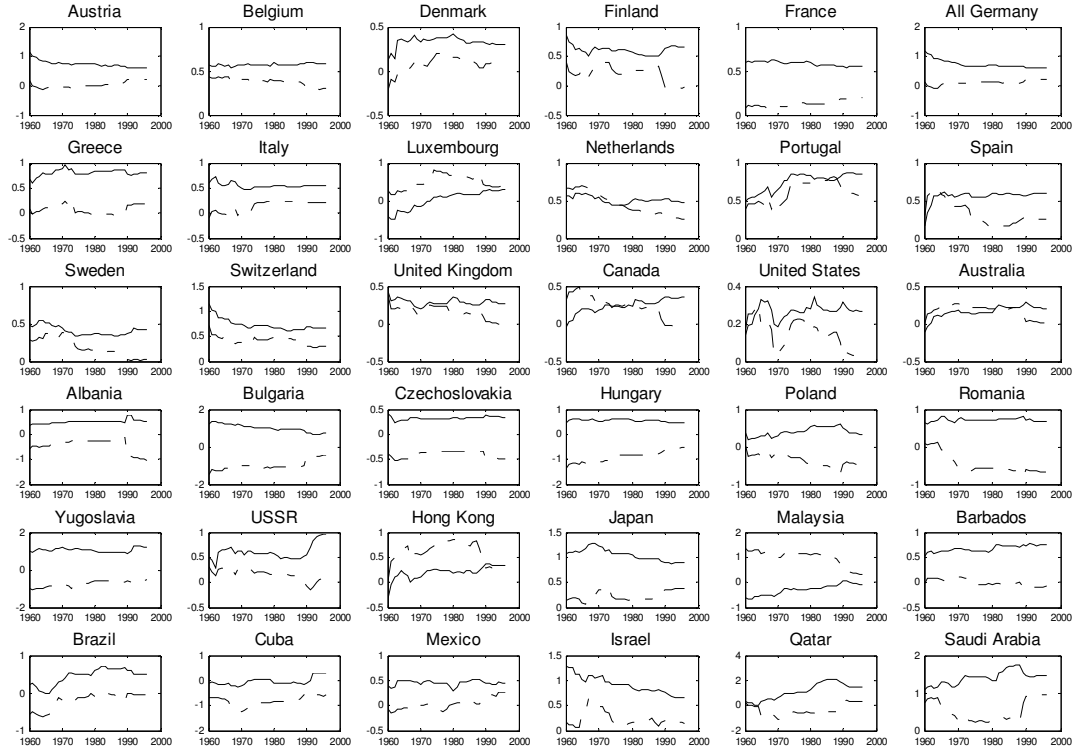 Austria
2
1
0
-1
1960 1970 1980 1990 2000
Belgium
1
0.5
0
1960 1970 1980 1990 2000
Denmark
0.5
0
-0.5
1960 1970 1980 1990 2000
Finland
1
0.5
0
-0.5
1960 1970 1980 1990 2000
France
1
0.5
0
1960 1970 1980 1990 2000
All Germany
2
1
0
-1
1960 1970 1980 1990 2000
Greece
1
0.5
0
-0.5
1960 1970 1980 1990 2000
Italy
1
0.5
0
-0.5
1960 1970 1980 1990 2000
Luxembourg
1
0
-1
1960 1970 1980 1990 2000
Netherlands
1
0.5
0
1960 1970 1980 1990 2000
Portugal
1
0.5
0
1960 1970 1980 1990 2000
Spain
1
0.5
0
1960 1970 1980 1990 2000
Sweden
1
0.5
0
1960 1970 1980 1990 2000
Switzerland
1.5
1
0.5
0
1960 1970 1980 1990 2000
United Kingdom
0.5
0
-0.5
1960 1970 1980 1990 2000
Canada
0.5
0
-0.5
1960 1970 1980 1990 2000
United States
0.4
0.2
0
1960 1970 1980 1990 2000
Australia
0.5
0
-0.5
1960 1970 1980 1990 2000
Albania
1
0
-1
-2
1960 1970 1980 1990 2000
Bulgaria
2
0
-2
1960 1970 1980 1990 2000
Czechoslovakia
0.5
0
-0.5
-1
1960 1970 1980 1990 2000
Hungary
1
0
-1
-2
1960 1970 1980 1990 2000
Poland
1
0
-1
1960 1970 1980 1990 2000
Romania
1
0
-1
1960 1970 1980 1990 2000
Yugoslavia
2
0
-2
1960 1970 1980 1990 2000
USSR
1
0.5
0
-0.5
1960 1970 1980 1990 2000
Hong Kong
1
0.5
0
-0.5
1960 1970 1980 1990 2000
Japan
1.5
1
0.5
0
1960 1970 1980 1990 2000
Malaysia
2
1
0
-1
1960 1970 1980 1990 2000
Barbados
1
0.5
0
-0.5
1960 1970 1980 1990 2000
Brazil
1
0
-1
1960 1970 1980 1990 2000
Cuba
1
0
-1
-2
1960 1970 1980 1990 2000
Mexico
1
0.5
0
-0.5
1960 1970 1980 1990 2000
Israel
1.5
1
0.5
0
1960 1970 1980 1990 2000
Qatar
4
2
0
-2
1960 1970 1980 1990 2000
Saudi Arabia
2
1
0
1960 1970 1980 1990 2000